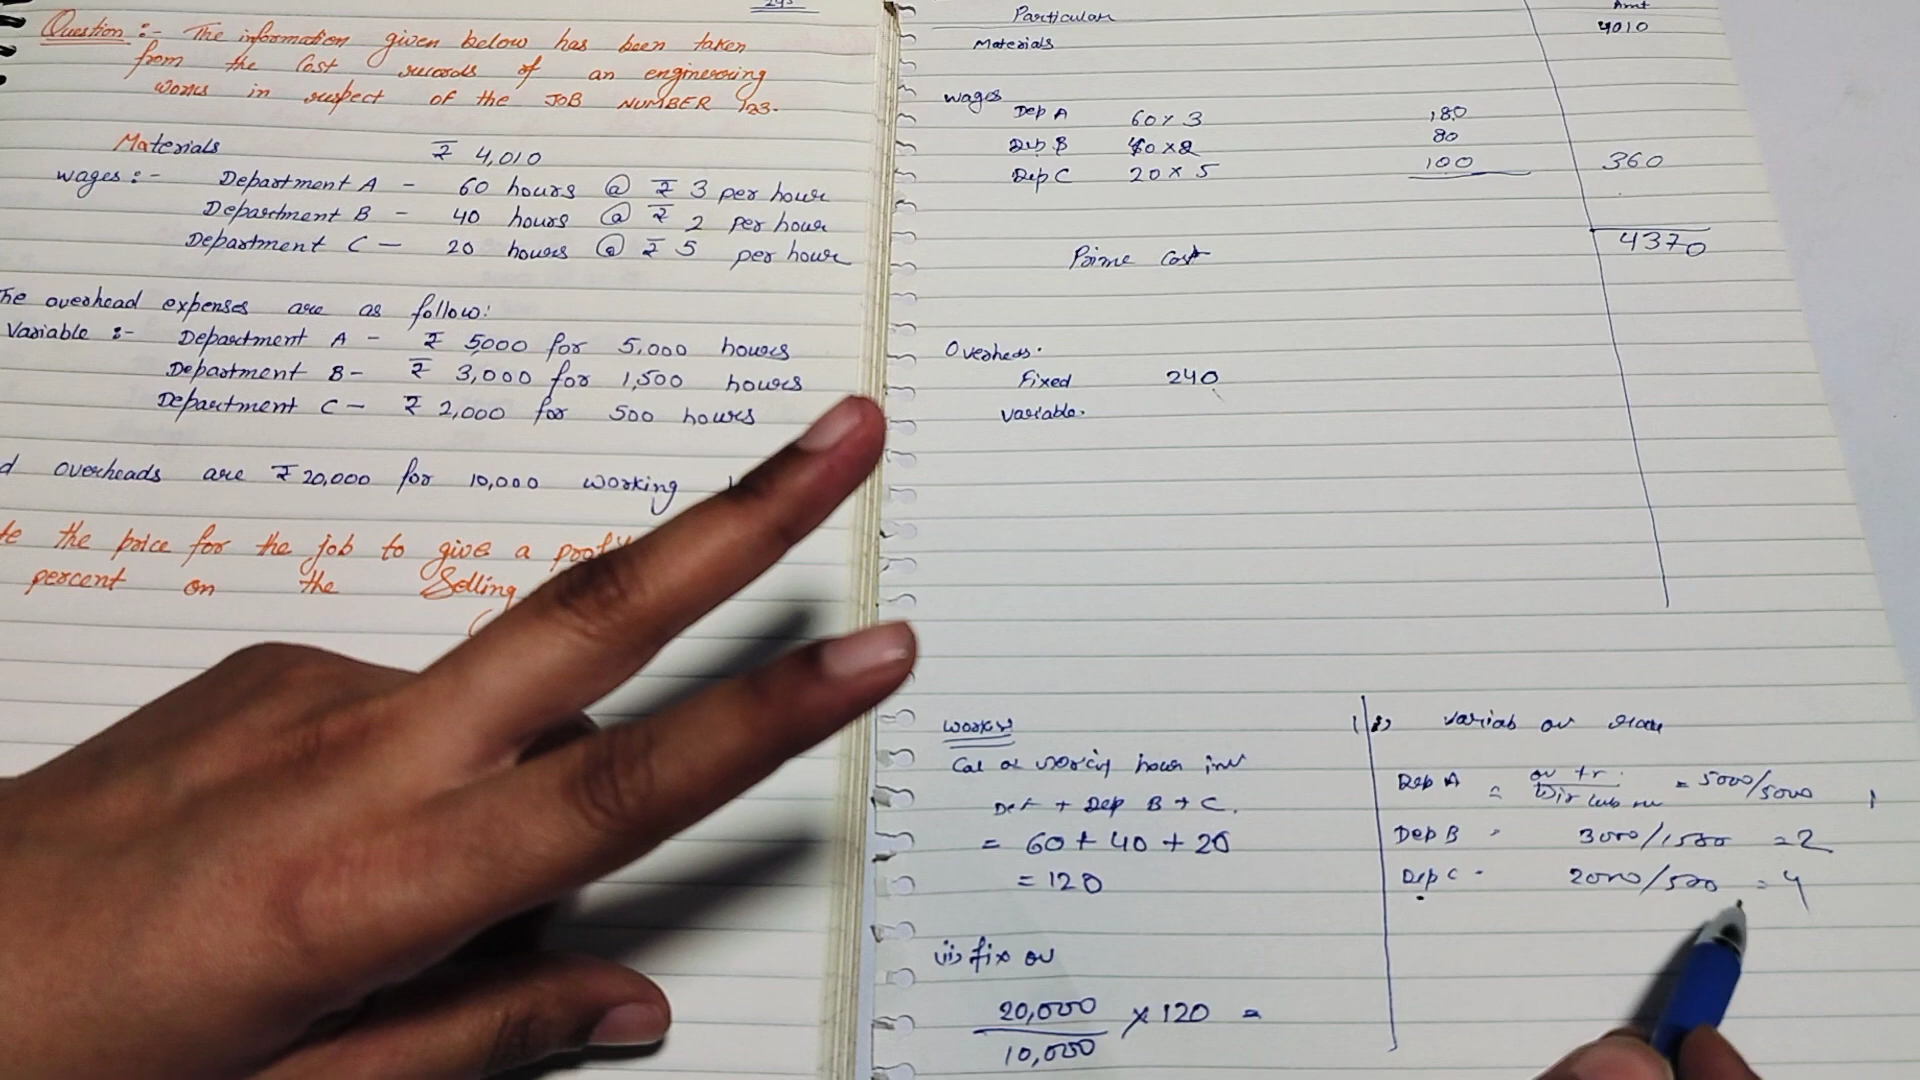 Question :- The information given below has been taken
from the Cost records of an engineering
works in respect of the JOB NUMBER 123.
Materials ₹ 4,010
wages :- Department A - 60 hours @ ₹ 3 per hour
Department B - 40 hours @ ₹ 2 per hour
Department C - 20 hours @ ₹ 5 per hour
The overhead expenses are as follow:
Variable :- Department A - ₹ 5000 for 5,000 hours
Department B- ₹ 3,000 for 1,500 hours
Department C - ₹ 2,000 for 500 hours
d overheads are ₹ 20,000 for 10,000 working
te the price for the job to give a
percent on the Selling
Particular Amt
Materials 4010
wages
Dep A 60 x 3 180
Dep B 40 x 2 80
Dep C 20 x 5 100 360
Prime Cost 4370
Fixed 240
variable.
Cal
Dep B + C.
= 60 + 40 + 20
= 120
fix ov
20,000 / 10,000 x 120 =
ov
Dep A = = 5000/5000 1
Dep B 3000/1500 = 2
Dep C 2000/500 = 4